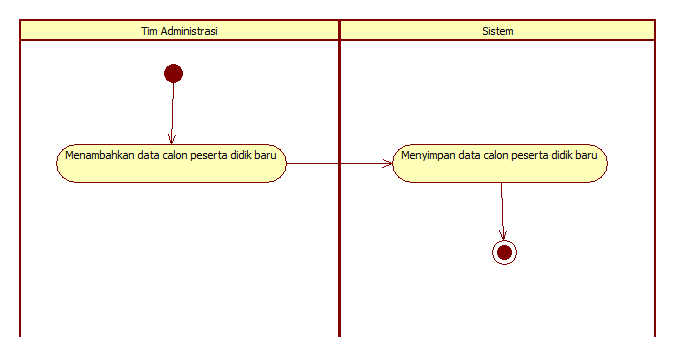 Tim Administrasi
Sistem
Menambahkan data calon peserta didik baru
Menyimpan data calon peserta didik baru